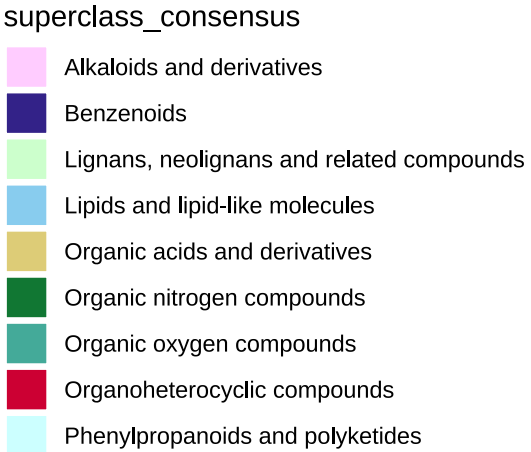 superclass_consensus
Alkaloids and derivatives
Benzenoids
Lignans, neolignans and related compounds
Lipids and lipid-like molecules
Organic acids and derivatives
Organic nitrogen compounds
Organic oxygen compounds
Organoheterocyclic compounds
Phenylpropanoids and polyketides